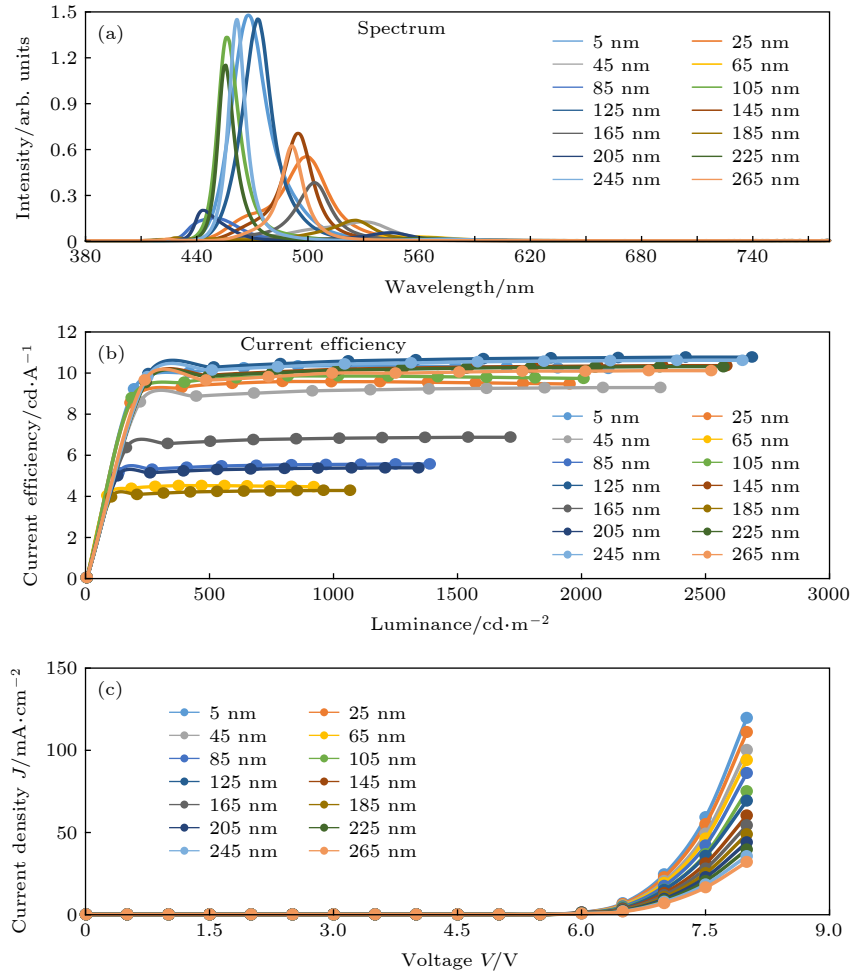 (a)
Spectrum
Intensity/arb. units
1.5
1.2
0.9
0.6
0.3
0
5 nm 25 nm
45 nm 65 nm
85 nm 105 nm
125 nm 145 nm
165 nm 185 nm
205 nm 225 nm
245 nm 265 nm
380 440 500 560 620 680 740
Wavelength/nm
(b)
Current efficiency
Current efficiency/cd·A−1
12
10
8
6
4
2
0
5 nm 25 nm
45 nm 65 nm
85 nm 105 nm
125 nm 145 nm
165 nm 185 nm
205 nm 225 nm
245 nm 265 nm
0 500 1000 1500 2000 2500 3000
Luminance/cd·m−2
(c)
Current density J/mA·cm−2
150
100
50
0
5 nm 25 nm
45 nm 65 nm
85 nm 105 nm
125 nm 145 nm
165 nm 185 nm
205 nm 225 nm
245 nm 265 nm
0 1.5 3.0 4.5 6.0 7.5 9.0
Voltage V/V